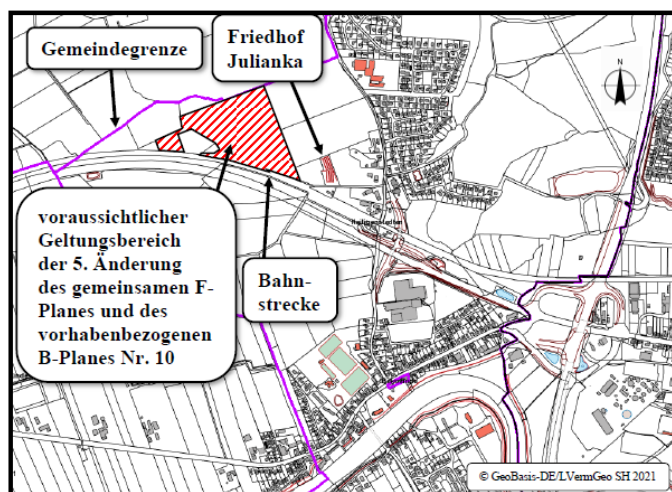 Gemeindegrenze
Friedhof
Julianka
N
voraussichtlicher
Geltungsbereich
der 5. Änderung
des gemeinsamen F-
Planes und des
vorhabenbezogenen
B-Planes Nr. 10
Bahn-
strecke
© GeoBasis-DE/LVermGeo SH 2021